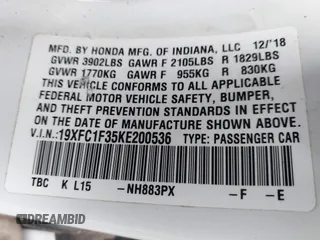 MFD. BY HONDA MFG. OF INDIANA, LLC 12/'18
GVWR 3902LBS GAWR F 2105LBS R 1829LBS
GVWR 1770KG GAWR F 955KG R 830KG
THIS VEHICLE CONFORMS TO ALL APPLICABLE
FEDERAL MOTOR VEHICLE SAFETY, BUMPER,
AND THEFT PREVENTION STANDARDS IN EFFECT ON
THE DATE OF MANUFACTURE SHOWN ABOVE.
V.I.N.:19XFC1F35KE200536 TYPE: PASSENGER CAR
TBC K L15 -NH883PX -F -E
DREAMBID